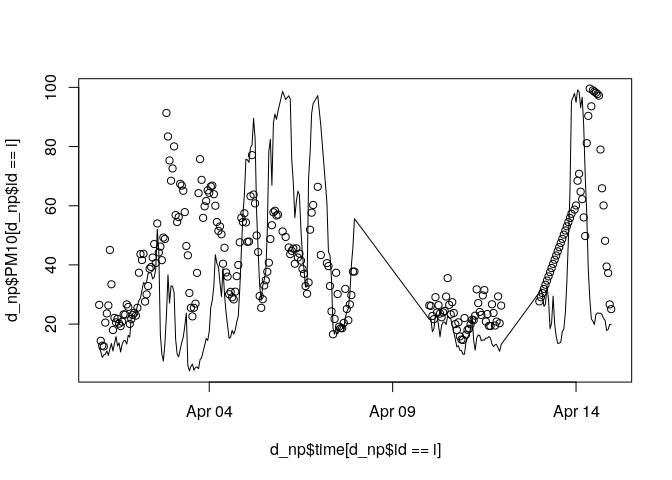 100
80
60
40
20
d_np$PM10[d_np$id == i]
Apr 04 Apr 09 Apr 14
d_np$time[d_np$id == i]